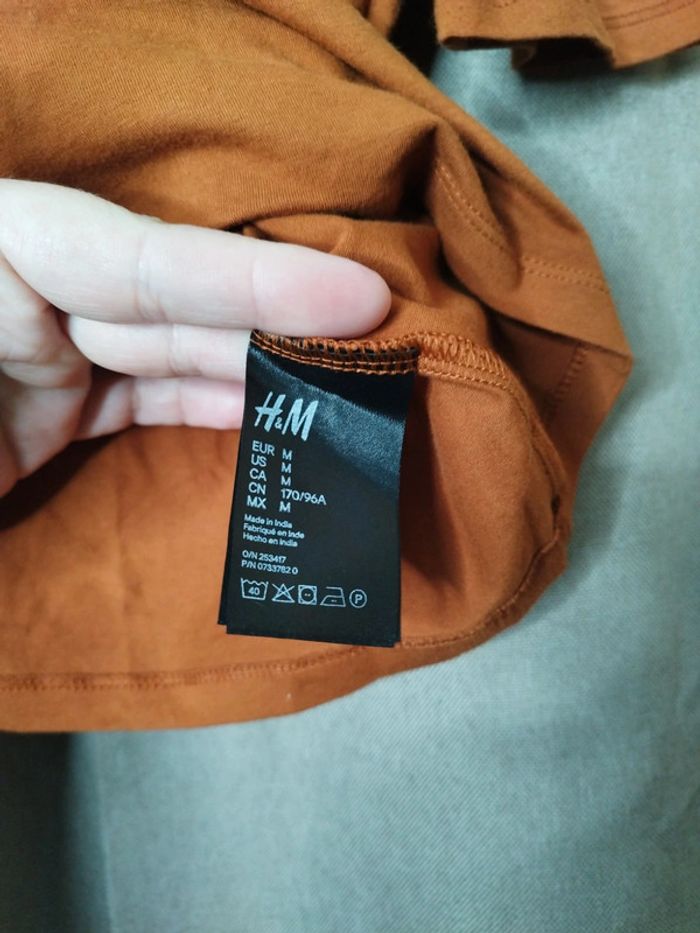 H&M
EUR M
US M
CA M
CN 170/96A
MX M
Made in India
Fabriqué en Inde
Hecho en India
O/N 253417
P/N 0733782 0
40 P